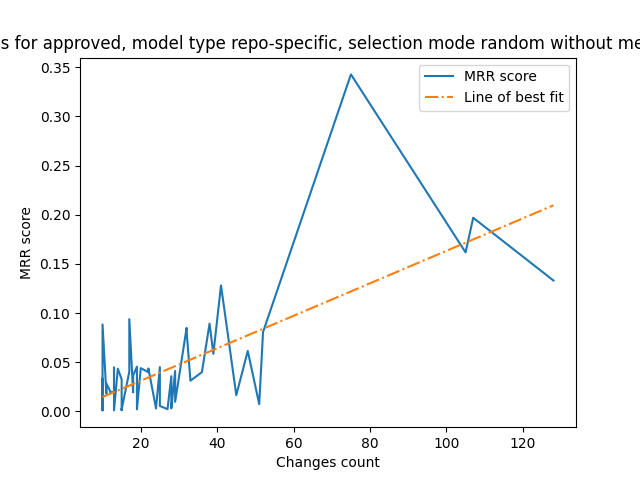 s for approved, model type repo-specific, selection mode random without me
MRR score
Line of best fit
0.35
0.30
0.25
0.20
0.15
0.10
0.05
0.00
MRR score
20
40
60
80
100
120
Changes count